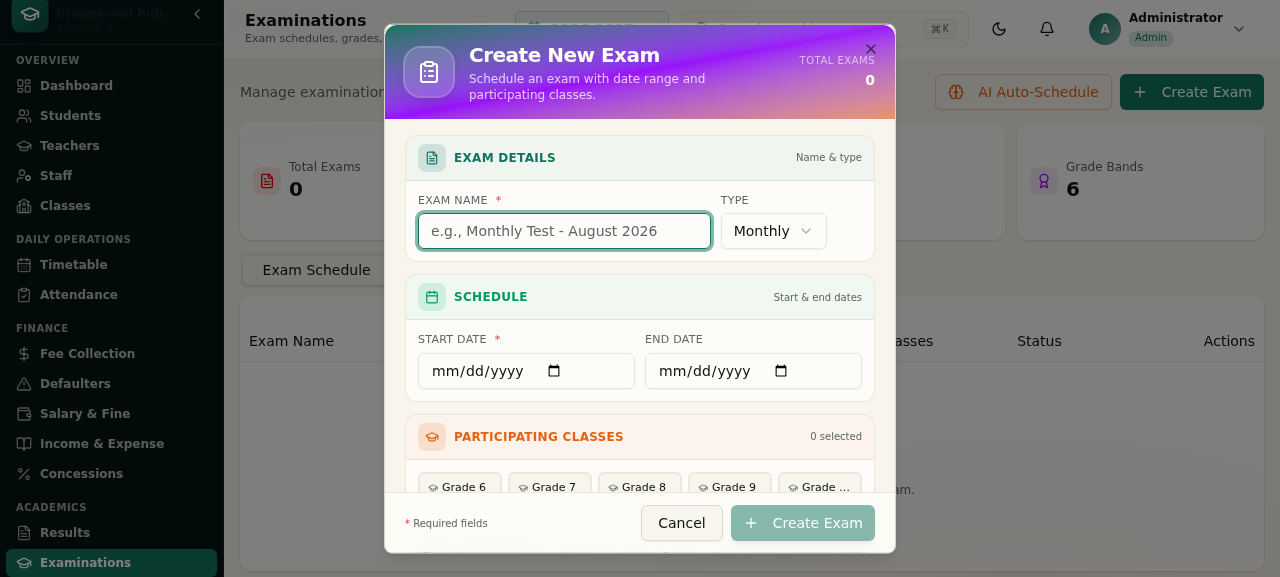 Greenwood Pub...
OVERVIEW
Dashboard
Students
Teachers
Staff
Classes
DAILY OPERATIONS
Timetable
Attendance
FINANCE
Fee Collection
Defaulters
Salary & Fine
Income & Expense
Concessions
ACADEMICS
Results
Examinations
Examinations
Exam schedules, grades,
⌘K
A
Administrator
Admin
Manage examination
AI Auto-Schedule
Create Exam
Total Exams
0
Grade Bands
6
Exam Schedule
Exam Name
asses
Status
Actions
am.
Create New Exam
Schedule an exam with date range and
participating classes.
TOTAL EXAMS
0
EXAM DETAILS
Name & type
EXAM NAME *
TYPE
e.g., Monthly Test - August 2026
Monthly
SCHEDULE
Start & end dates
START DATE *
END DATE
mm/dd/yyyy
mm/dd/yyyy
PARTICIPATING CLASSES
0 selected
Grade 6
Grade 7
Grade 8
Grade 9
Grade ...
* Required fields
Cancel
Create Exam